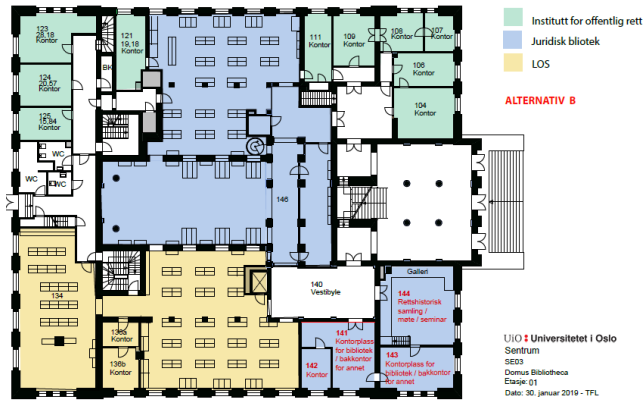 123
28,18
Kontor
121
19,18
Kontor
111
Kontor
109
Kontor
108
Kontor
107
Kontor
Institutt for offentlig rett
Juridisk bliotek
LOS
ALTERNATIV B
124
20,57
Kontor
BK
106
Kontor
104
Kontor
125
15,84
Kontor
WC
WC
WC
146
134
140
Vestibyle
Galleri
144
Rettshistorisk
samling /
møte / seminar
136a
Kontor
136b
Kontor
141
Kontorplass for
bibliotek /
bakkontor
for annet
142
Kontor
143
Kontorplass for
bibliotek / bakkontor
for annet
UiO Universitetet i Oslo
Sentrum
SE03
Domus Bibliotheca
Etasje: 01
Dato: 30. januar 2019 - TFL